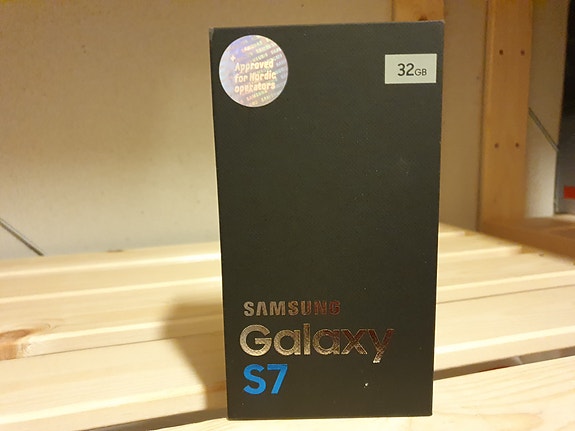 Approved
for Nordic
operators
32GB
SAMSUNG
Galaxy
S7